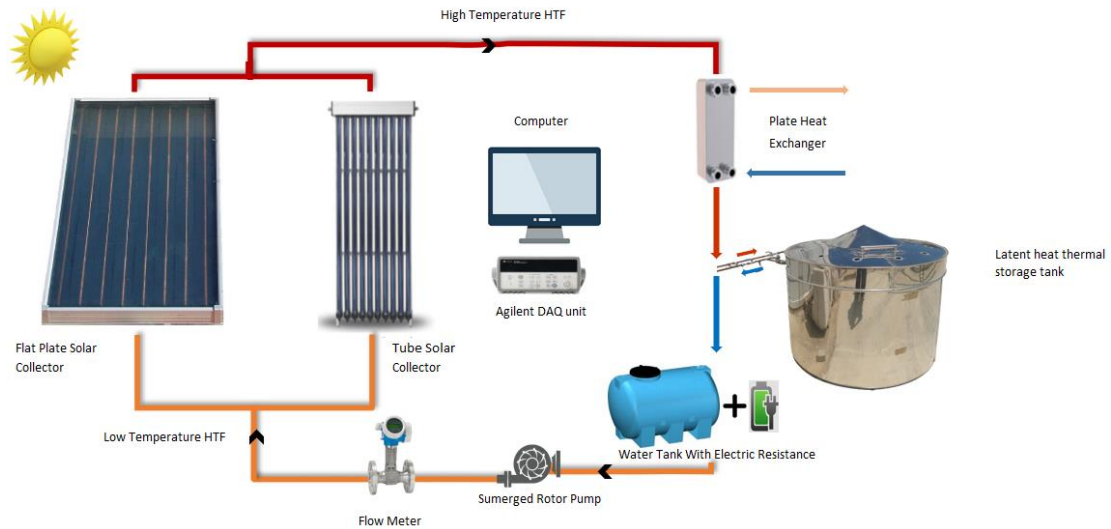 High Temperature HTF
Computer
Plate Heat
Exchanger
Latent heat thermal
storage tank
Agilent DAQ unit
Flat Plate Solar
Collector
Tube Solar
Collector
Low Temperature HTF
Water Tank With Electric Resistance
Sumerged Rotor Pump
Flow Meter